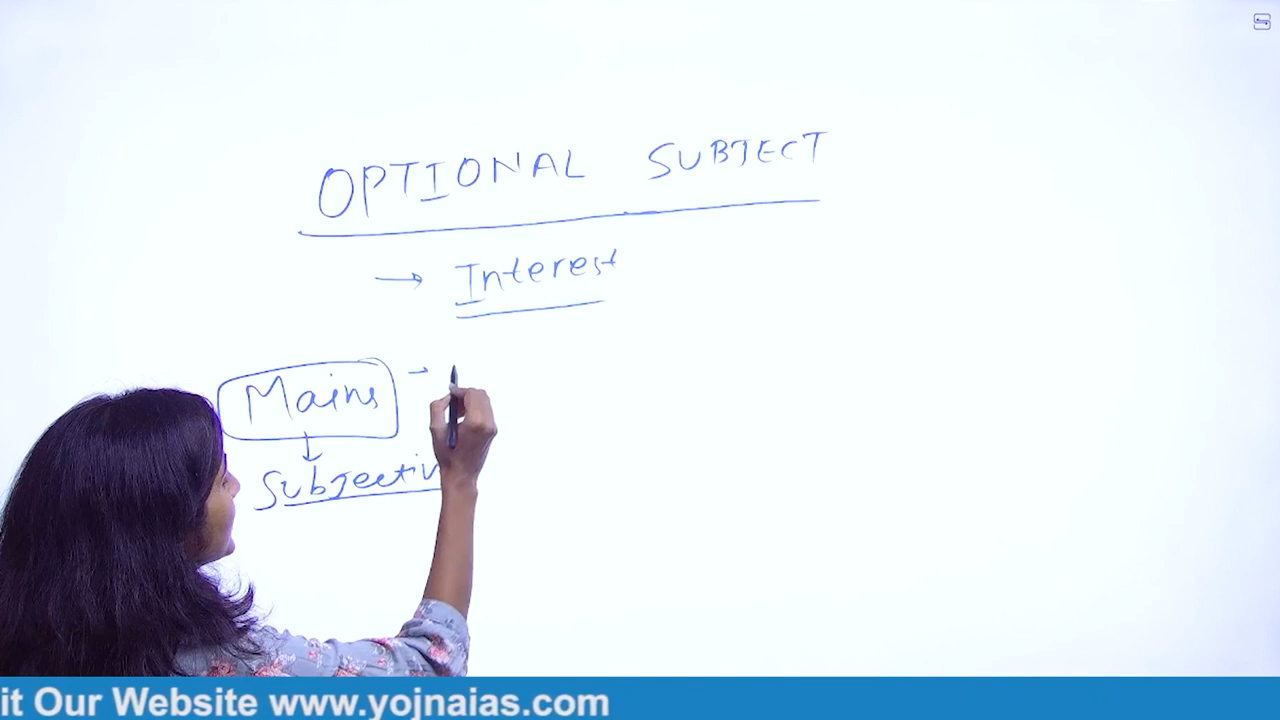 OPTIONAL SUBJECT
→ Interest
Mains →
↓
Subjectiv
it Our Website www.yojnaias.com